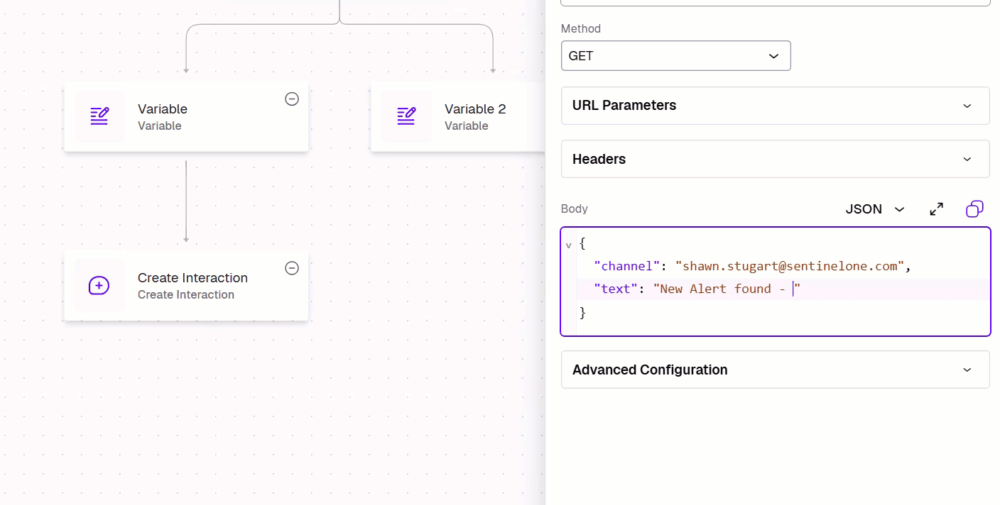 Variable
Variable
Variable 2
Variable
Create Interaction
Create Interaction
Method
GET
URL Parameters
Headers
Body
JSON
{
"channel": "shawn.stugart@sentinelone.com",
"text": "New Alert found - "
}
Advanced Configuration